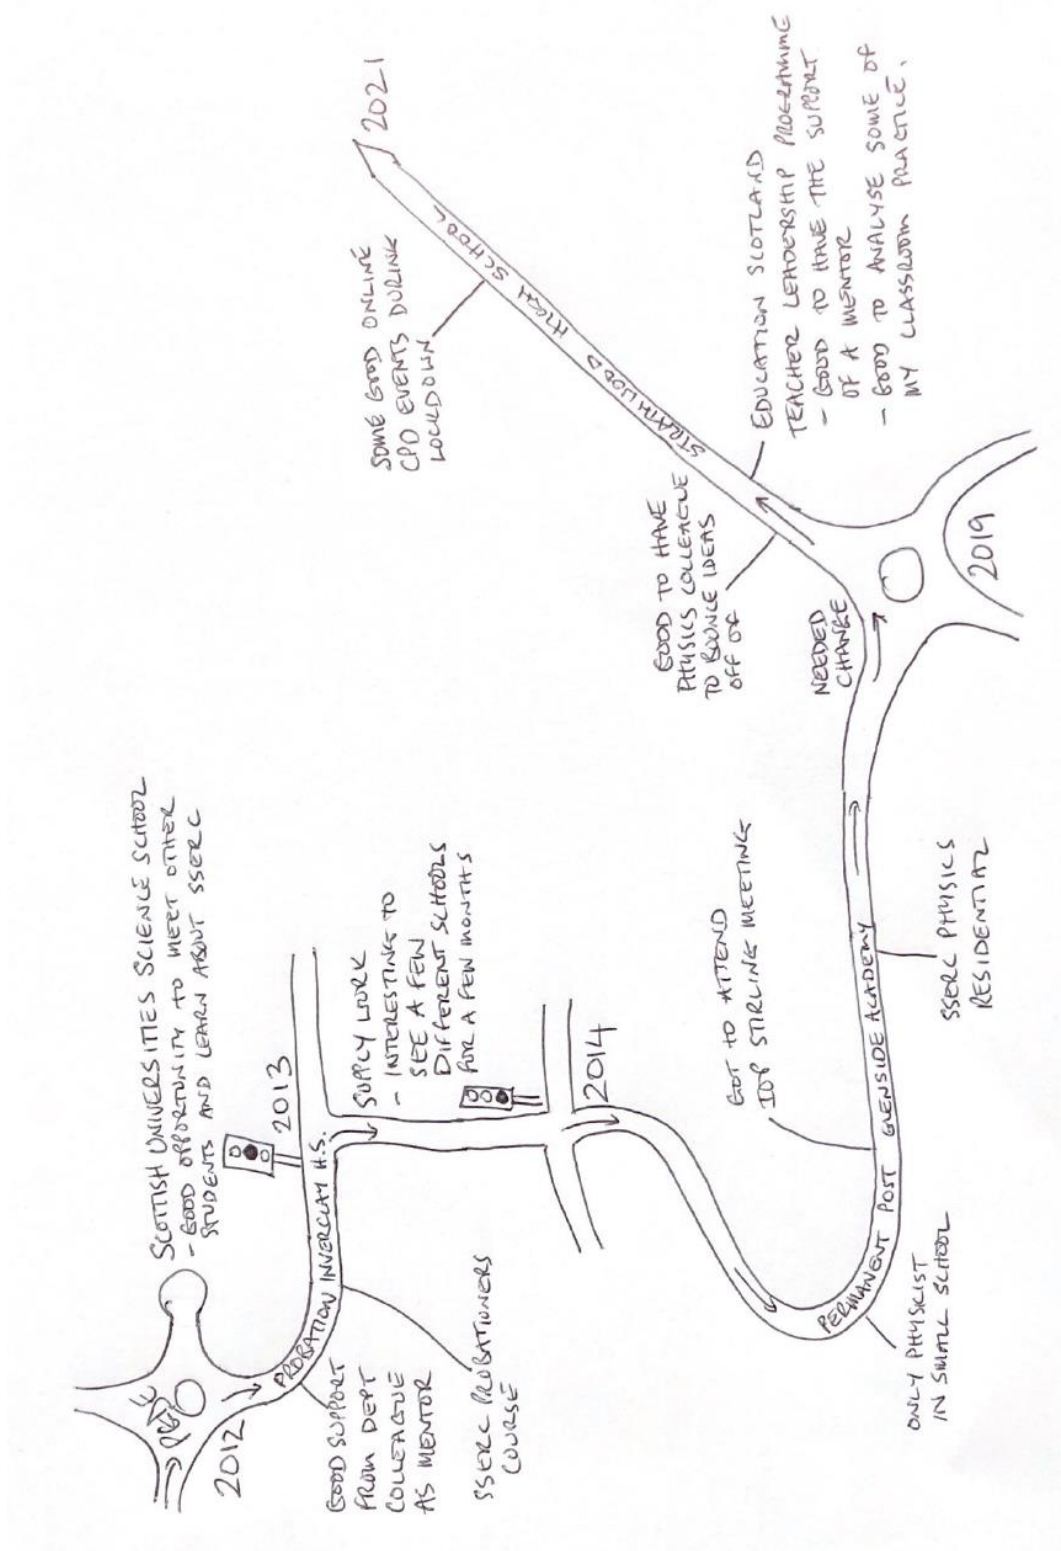 PGDE
2012
SCOTTISH UNIVERSITIES SCIENCE SCHOOL
- GOOD OPPORTUNITY TO MEET OTHER
STUDENTS AND LEARN ABOUT SSERC
PROBATION INVERCLAY H.S.
GOOD SUPPORT
FROM DEPT
COLLEAGUE
AS MENTOR
SSERC PROBATIONERS
COURSE
2013
SUPPLY WORK
- INTERESTING TO
SEE A FEW
DIFFERENT SCHOOLS
FOR A FEW MONTHS
2014
PERMANENT POST GLENSIDE ACADEMY
ONLY PHYSICIST
IN SMALL SCHOOL
GOT TO ATTEND
IOP STIRLING MEETING
SSERC PHYSICS
RESIDENTIAL
NEEDED
CHANGE
2019
GOOD TO HAVE
PHYSICS COLLEAGUE
TO BOUNCE IDEAS
OFF OF
STRATHWOOD HIGH SCHOOL
EDUCATION SCOTLAND
TEACHER LEADERSHIP PROGRAMME
- GOOD TO HAVE THE SUPPORT
OF A MENTOR
- GOOD TO ANALYSE SOME OF
MY CLASSROOM PRACTICE.
SOME GOOD ONLINE
CPD EVENTS DURING
LOCKDOWN
2021